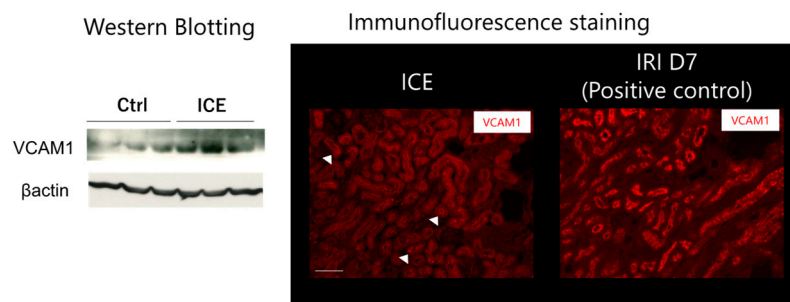 Western Blotting
Immunofluorescence staining
Ctrl
ICE
VCAM1
βactin
ICE
IRI D7
(Positive control)
VCAM1
VCAM1